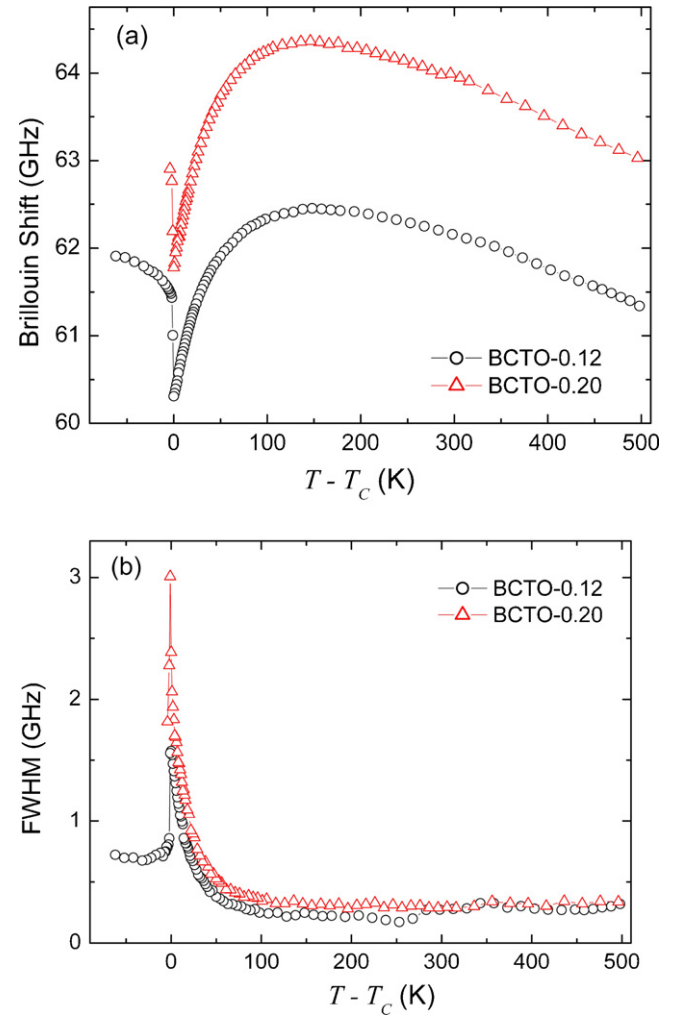 (a)
Brillouin Shift (GHz)
64
63
62
61
60
BCTO-0.12
BCTO-0.20
0 100 200 300 400 500
T - T_C (K)
(b)
FWHM (GHz)
3
2
1
0
BCTO-0.12
BCTO-0.20
0 100 200 300 400 500
T - T_C (K)